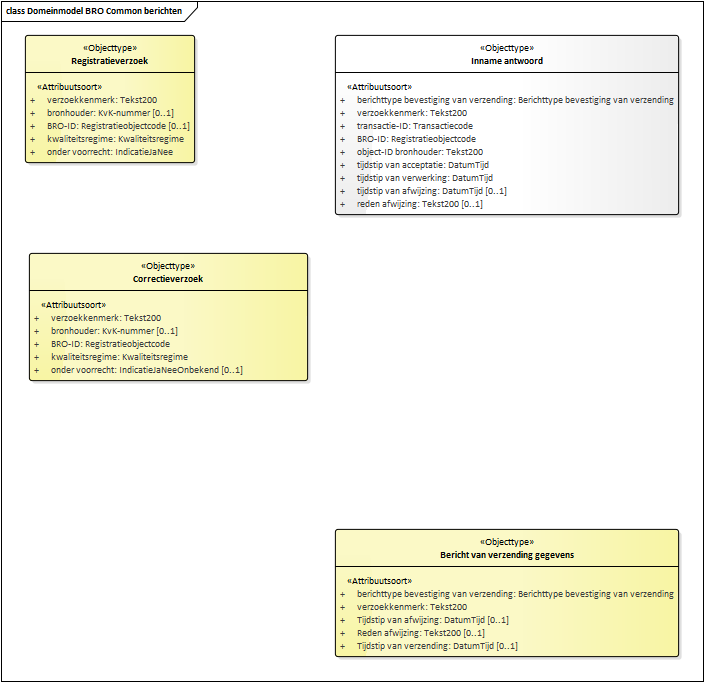 class Domeinmodel BRO Common berichten
«Objecttype»
Registratieverzoek
«Attribuutsoort»
+ verzoekkenmerk: Tekst200
+ bronhouder: KvK-nummer [0..1]
+ BRO-ID: Registratieobjectcode [0..1]
+ kwaliteitsregime: Kwaliteitsregime
+ onder voorrecht: IndicatieJaNee
«Objecttype»
Inname antwoord
«Attribuutsoort»
+ berichttype bevestiging van verzending: Berichttype bevestiging van verzending
+ verzoekkenmerk: Tekst200
+ transactie-ID: Transactiecode
+ BRO-ID: Registratieobjectcode
+ object-ID bronhouder: Tekst200
+ tijdstip van acceptatie: DatumTijd
+ tijdstip van verwerking: DatumTijd
+ tijdstip van afwijzing: DatumTijd [0..1]
+ reden afwijzing: Tekst200 [0..1]
«Objecttype»
Correctieverzoek
«Attribuutsoort»
+ verzoekkenmerk: Tekst200
+ bronhouder: KvK-nummer [0..1]
+ BRO-ID: Registratieobjectcode
+ kwaliteitsregime: Kwaliteitsregime
+ onder voorrecht: IndicatieJaNeeOnbekend [0..1]
«Objecttype»
Bericht van verzending gegevens
«Attribuutsoort»
+ berichttype bevestiging van verzending: Berichttype bevestiging van verzending
+ verzoekkenmerk: Tekst200
+ Tijdstip van afwijzing: DatumTijd [0..1]
+ Reden afwijzing: Tekst200 [0..1]
+ Tijdstip van verzending: DatumTijd [0..1]